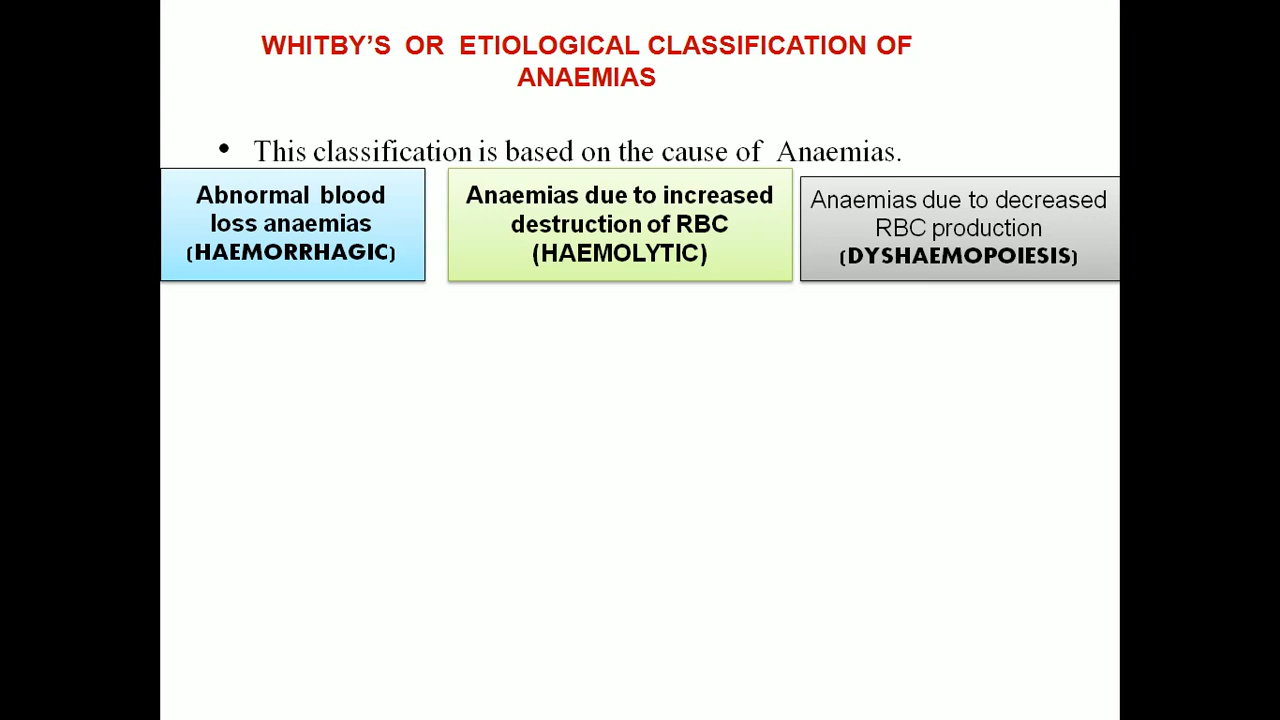 WHITBY’S OR ETIOLOGICAL CLASSIFICATION OF
ANAEMIAS
• This classification is based on the cause of Anaemias.
Abnormal blood
loss anaemias
(HAEMORRHAGIC)
Anaemias due to increased
destruction of RBC
(HAEMOLYTIC)
Anaemias due to decreased
RBC production
(DYSHAEMOPOIESIS)